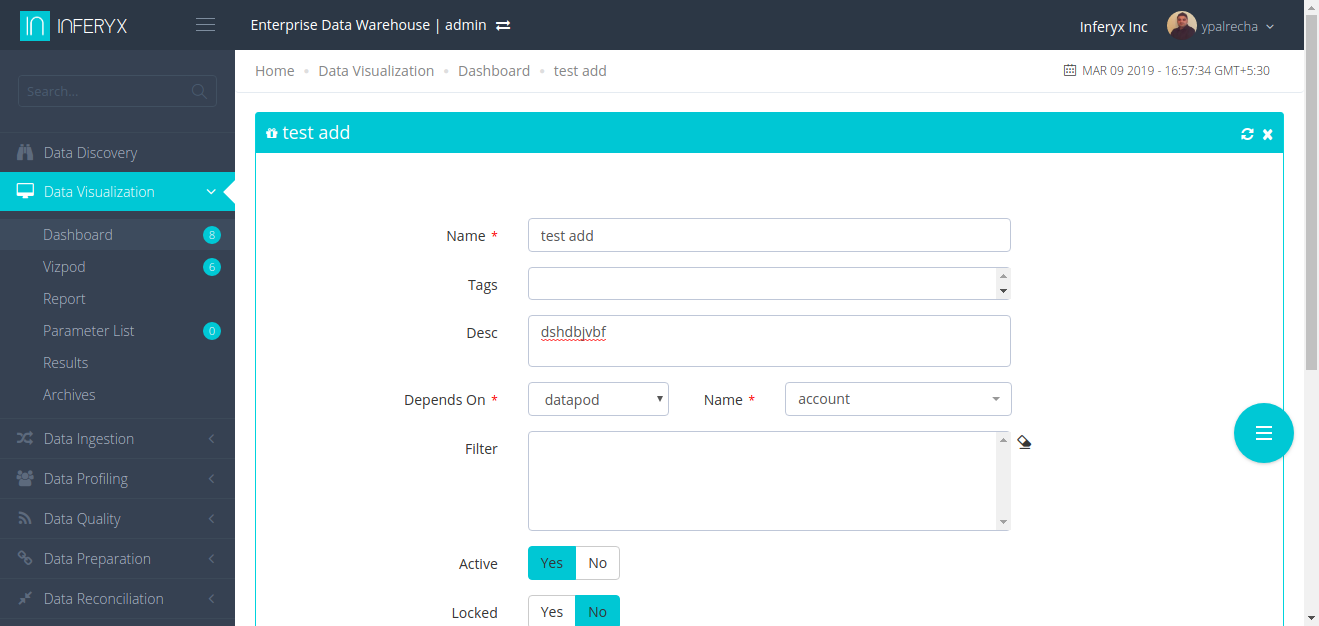 IN INFERYX
Enterprise Data Warehouse | admin
Inferyx Inc
ypalrecha
Search...
Home Data Visualization Dashboard test add
MAR 09 2019 - 16:57:34 GMT+5:30
Data Discovery
Data Visualization
Dashboard 8
Vizpod 6
Report
Parameter List 0
Results
Archives
Data Ingestion
Data Profiling
Data Quality
Data Preparation
Data Reconciliation
test add
Name * test add
Tags
Desc dshdbjvbf
Depends On * datapod Name * account
Filter
Active Yes No
Locked Yes No